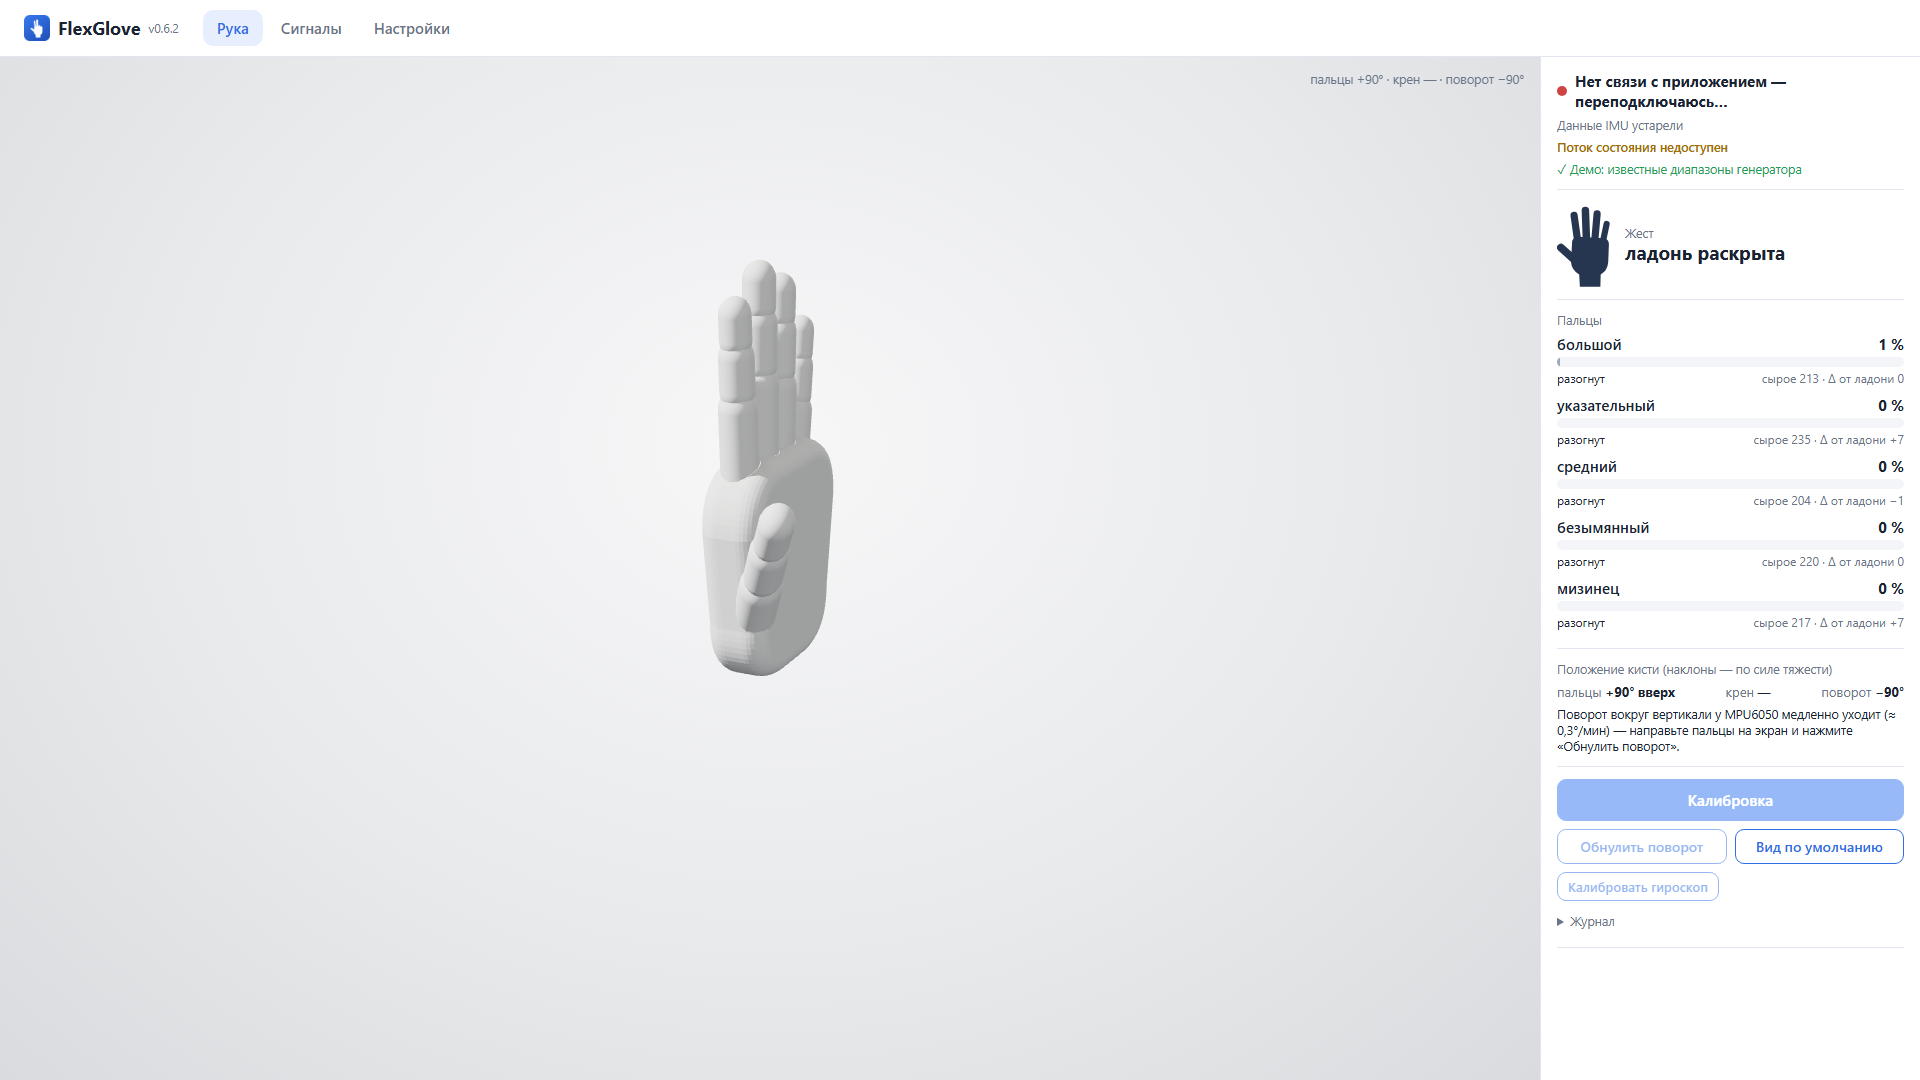 FlexGlove v0.6.2 Рука Сигналы Настройки
пальцы +90° · крен — · поворот −90°
Нет связи с приложением —
переподключаюсь...
Данные IMU устарели
Поток состояния недоступен
✓ Демо: известные диапазоны генератора
Жест
ладонь раскрыта
Пальцы
большой 1 %
разогнут сырое 213 · Δ от ладони 0
указательный 0 %
разогнут сырое 235 · Δ от ладони +7
средний 0 %
разогнут сырое 204 · Δ от ладони −1
безымянный 0 %
разогнут сырое 220 · Δ от ладони 0
мизинец 0 %
разогнут сырое 217 · Δ от ладони +7
Положение кисти (наклоны — по силе тяжести)
пальцы +90° вверх крен — поворот −90°
Поворот вокруг вертикали у MPU6050 медленно уходит (≈
0,3°/мин) — направьте пальцы на экран и нажмите
«Обнулить поворот».
Калибровка
Обнулить поворот Вид по умолчанию
Калибровать гироскоп
Журнал